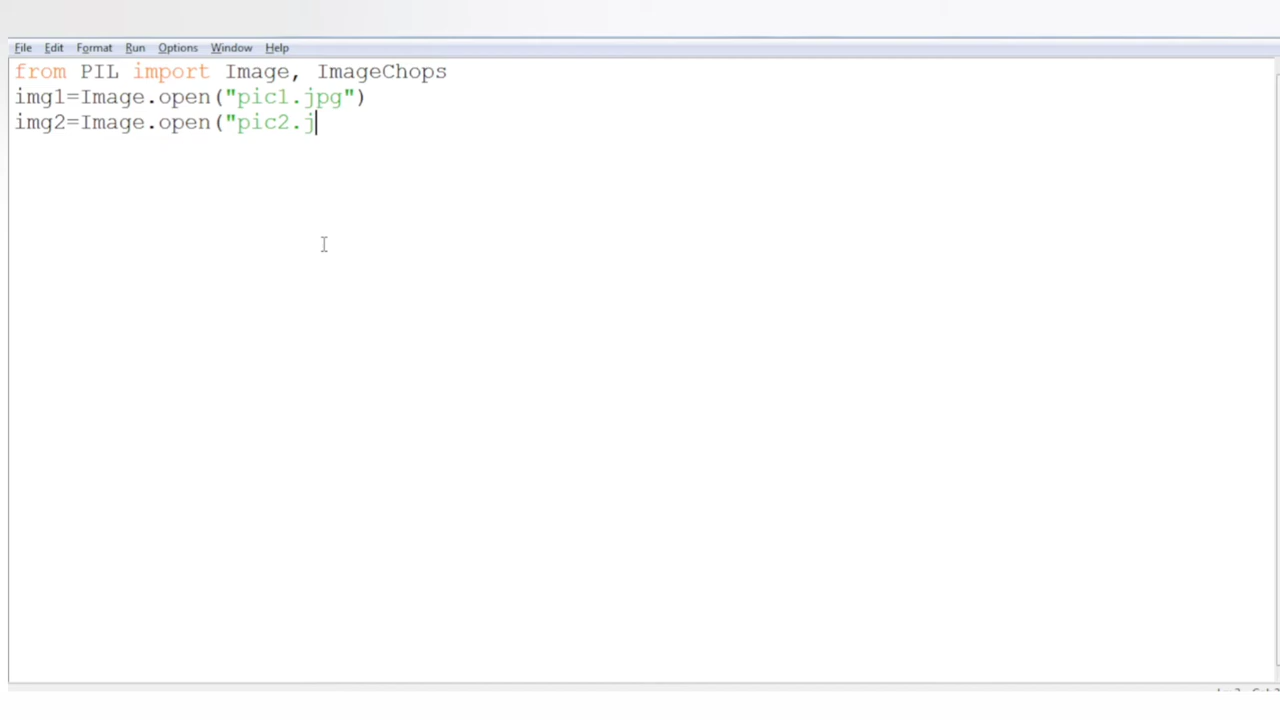 File Edit Format Run Options Window Help
from PIL import Image, ImageChops
img1=Image.open("pic1.jpg")
img2=Image.open("pic2.j